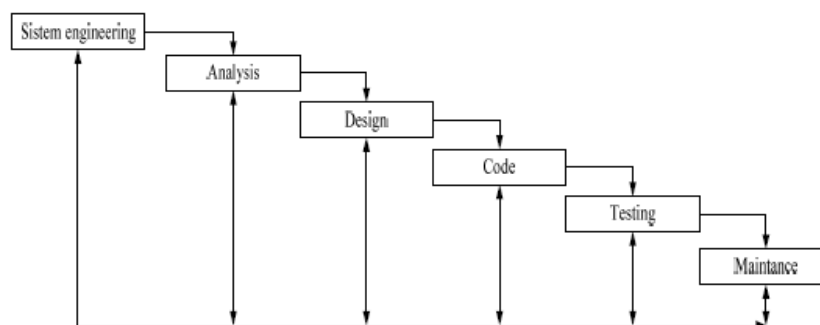 Sistem engineering
Analysis
Design
Code
Testing
Maintance